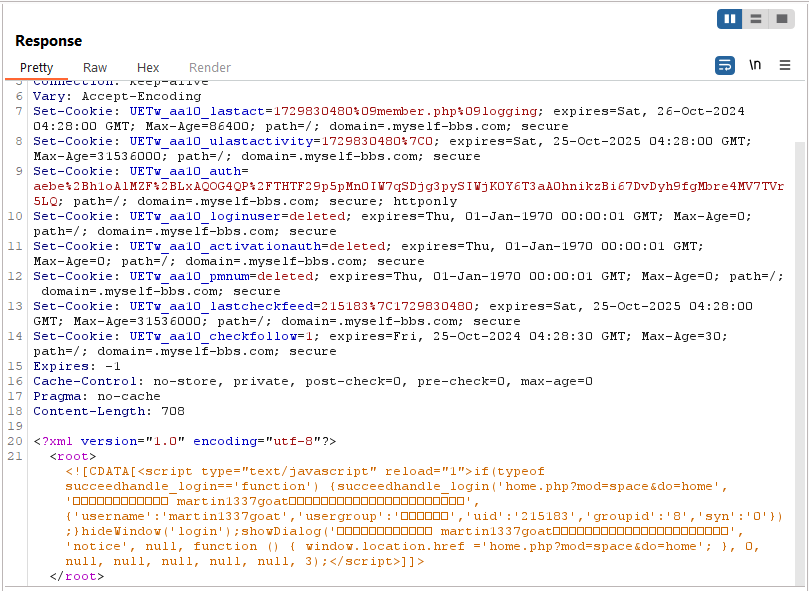 Response
Pretty Raw Hex Render
\n
5 Connection: keep-alive
6 Vary: Accept-Encoding
7 Set-Cookie: UETw_aa10_lastact=1729830480%09member.php%09logging; expires=Sat, 26-Oct-2024
04:28:00 GMT; Max-Age=86400; path=/; domain=.myself-bbs.com; secure
8 Set-Cookie: UETw_aa10_ulastactivity=1729830480%7C0; expires=Sat, 25-Oct-2025 04:28:00 GMT;
Max-Age=31536000; path=/; domain=.myself-bbs.com; secure
9 Set-Cookie: UETw_aa10_auth=
aebe%2Bh1oA1MZF%2BLxAQOG4QP%2FTHTF29p5pMnOIW7qSDjg3pySIWjKOY6T3aAOhnikzBi67DvDyh9fgMbre4MV7TVr
5LQ; path=/; domain=.myself-bbs.com; secure; httponly
10 Set-Cookie: UETw_aa10_loginuser=deleted; expires=Thu, 01-Jan-1970 00:00:01 GMT; Max-Age=0;
path=/; domain=.myself-bbs.com; secure
11 Set-Cookie: UETw_aa10_activationauth=deleted; expires=Thu, 01-Jan-1970 00:00:01 GMT;
Max-Age=0; path=/; domain=.myself-bbs.com; secure
12 Set-Cookie: UETw_aa10_pmnum=deleted; expires=Thu, 01-Jan-1970 00:00:01 GMT; Max-Age=0; path=/;
domain=.myself-bbs.com; secure
13 Set-Cookie: UETw_aa10_lastcheckfeed=215183%7C1729830480; expires=Sat, 25-Oct-2025 04:28:00
GMT; Max-Age=31536000; path=/; domain=.myself-bbs.com; secure
14 Set-Cookie: UETw_aa10_checkfollow=1; expires=Fri, 25-Oct-2024 04:28:30 GMT; Max-Age=30;
path=/; domain=.myself-bbs.com; secure
15 Expires: -1
16 Cache-Control: no-store, private, post-check=0, pre-check=0, max-age=0
17 Pragma: no-cache
18 Content-Length: 708
19
20 <?xml version="1.0" encoding="utf-8"?>
21 <root>
<![CDATA[<script type="text/javascript" reload="1">if(typeof
succeedhandle_login=='function') {succeedhandle_login('home.php?mod=space&do=home',
' martin1337goat',
{'username':'martin1337goat','usergroup':'','uid':'215183','groupid':'8','syn':'0'})
;}hideWindow('login');showDialog(' martin1337goat',
'notice', null, function () { window.location.href ='home.php?mod=space&do=home'; }, 0,
null, null, null, null, null, 3);</script>]]>
</root>